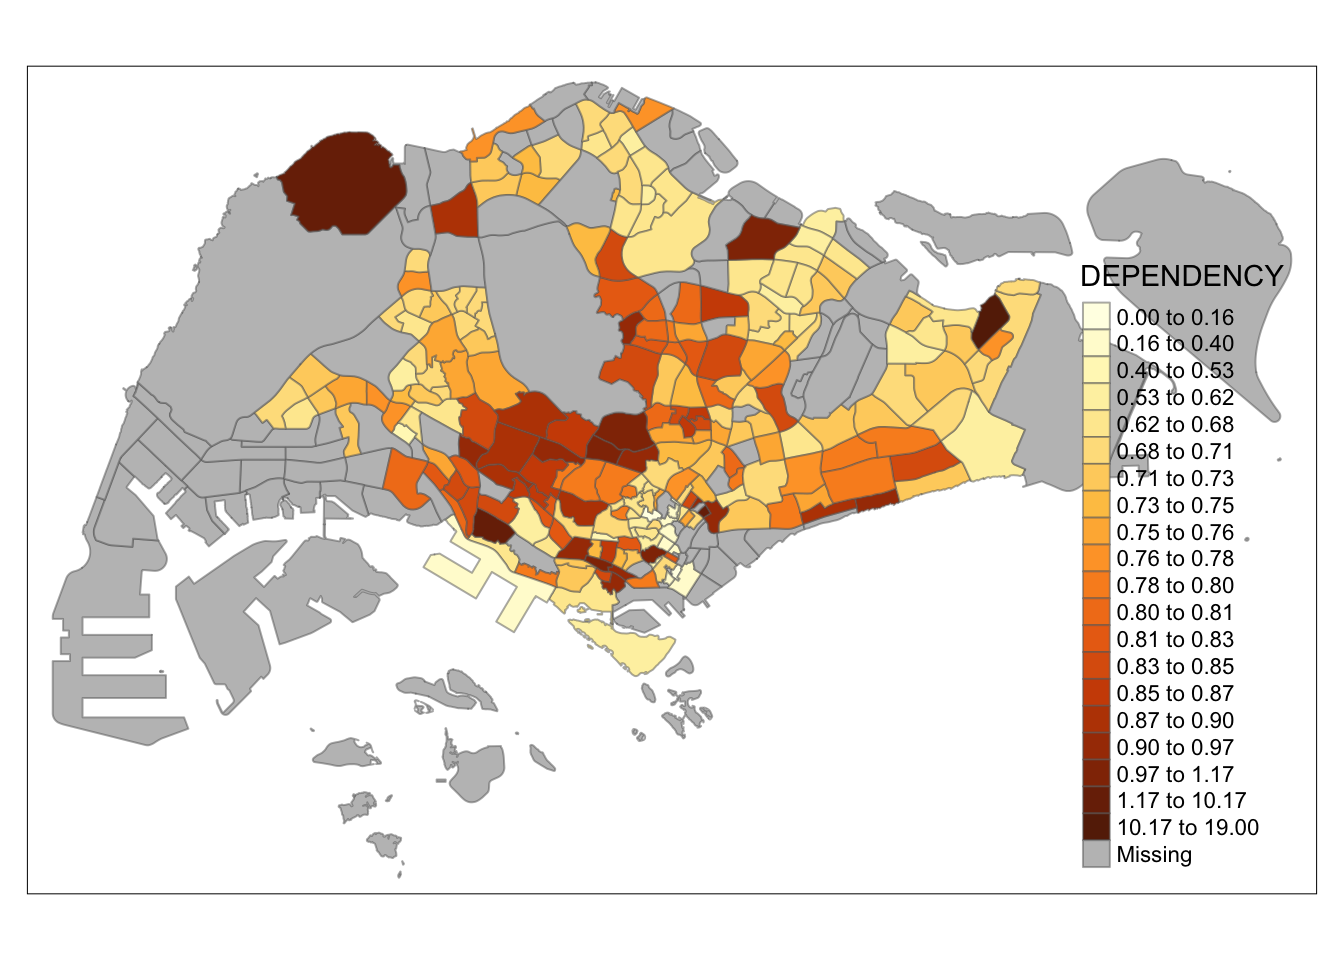 DEPENDENCY
0.00 to 0.16
0.16 to 0.40
0.40 to 0.53
0.53 to 0.62
0.62 to 0.68
0.68 to 0.71
0.71 to 0.73
0.73 to 0.75
0.75 to 0.76
0.76 to 0.78
0.78 to 0.80
0.80 to 0.81
0.81 to 0.83
0.83 to 0.85
0.85 to 0.87
0.87 to 0.90
0.90 to 0.97
0.97 to 1.17
1.17 to 10.17
10.17 to 19.00
Missing